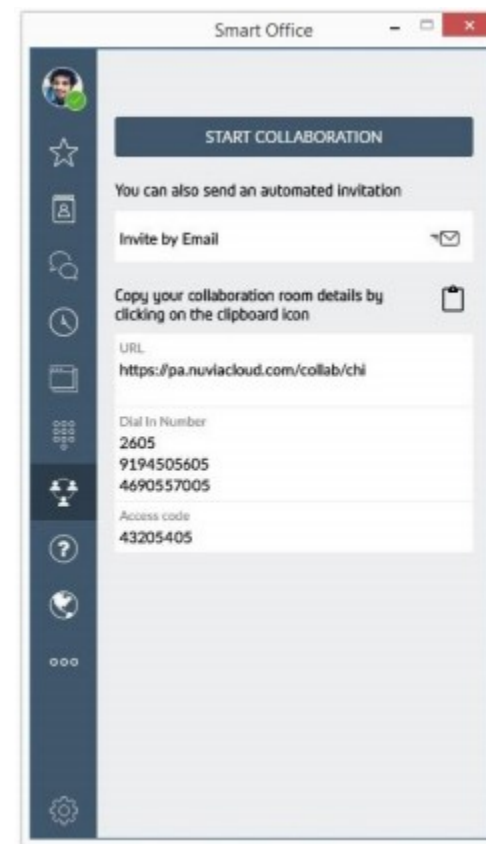 Smart Office
START COLLABORATION
You can also send an automated invitation
Invite by Email
Copy your collaboration room details by
clicking on the clipboard icon
URL
https://pa.nuviacloud.com/collab/chi
Dial In Number
2605
9194505605
4690557005
Access code
43205405